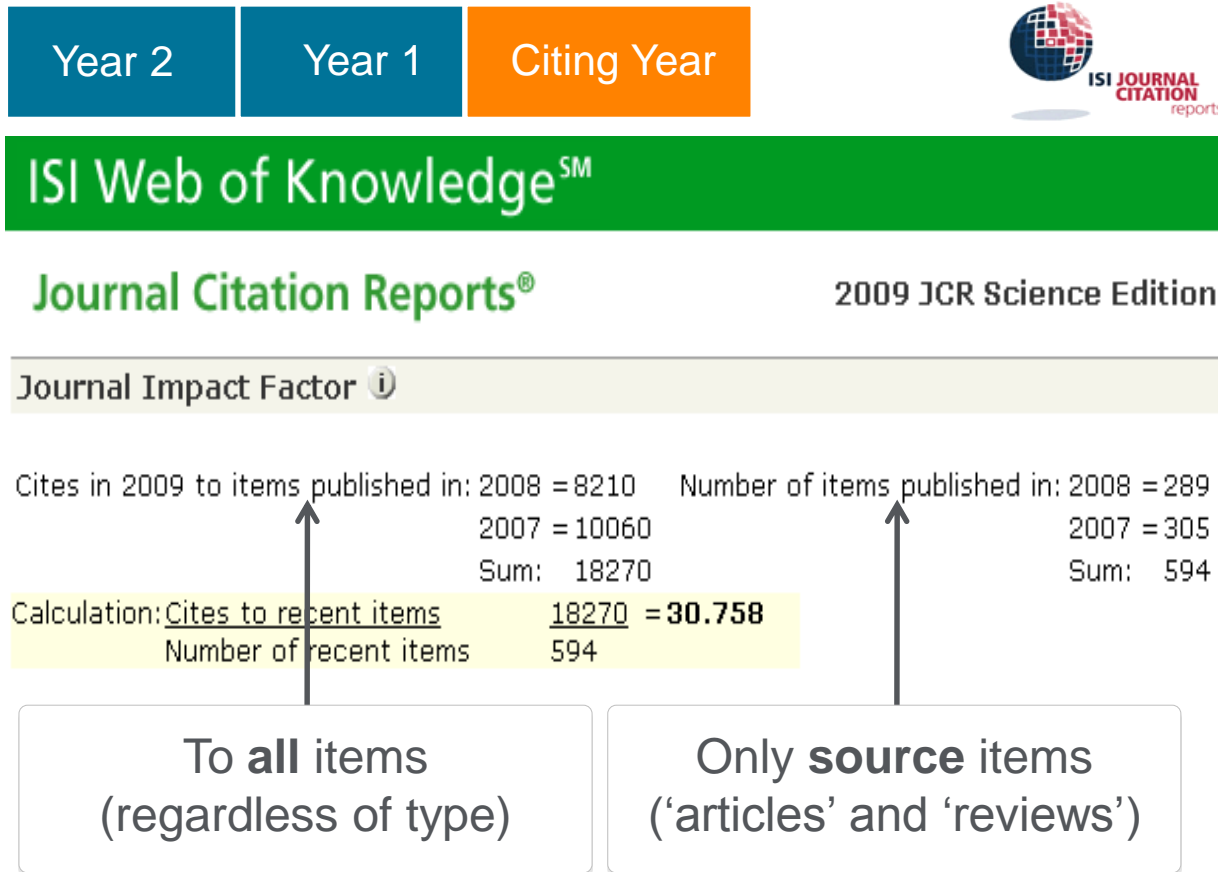 Year 2 Year 1 Citing Year
ISI JOURNAL
CITATION
reports
ISI Web of Knowledge℠
Journal Citation Reports® 2009 JCR Science Edition
Journal Impact Factor i
Cites in 2009 to items published in: 2008 = 8210 Number of items published in: 2008 = 289
2007 = 10060 2007 = 305
Sum: 18270 Sum: 594
Calculation: Cites to recent items 18270 = 30.758
Number of recent items 594
To all items Only source items
(regardless of type) (‘articles’ and ‘reviews’)